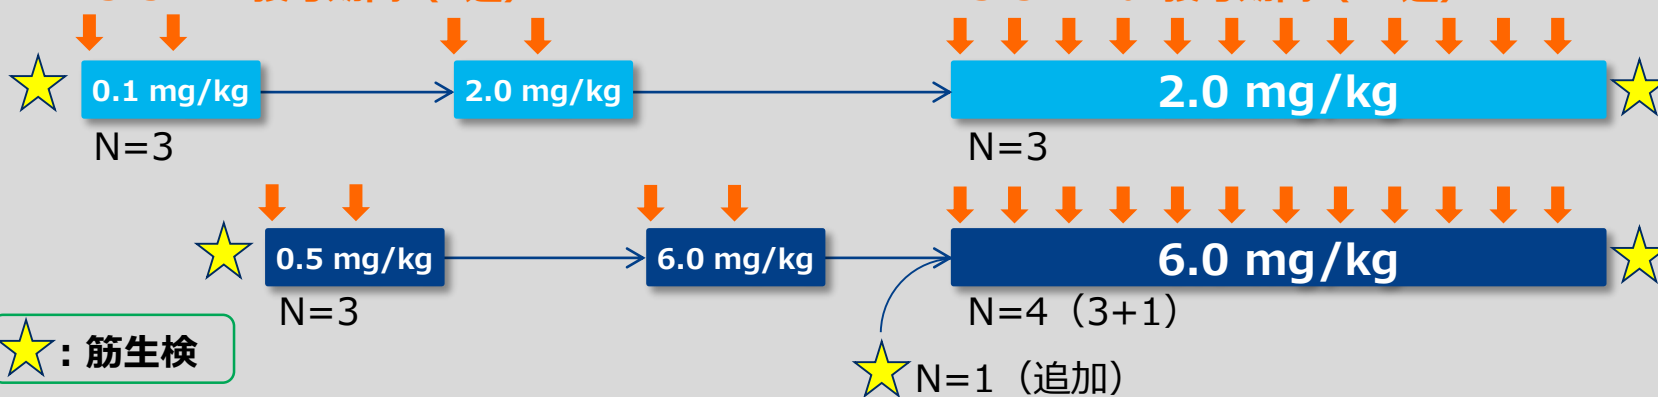 0.1 mg/kg
2.0 mg/kg
2.0 mg/kg
N=3
N=3
0.5 mg/kg
6.0 mg/kg
6.0 mg/kg
N=3
N=4（3+1）
：筋生検
N=1（追加）